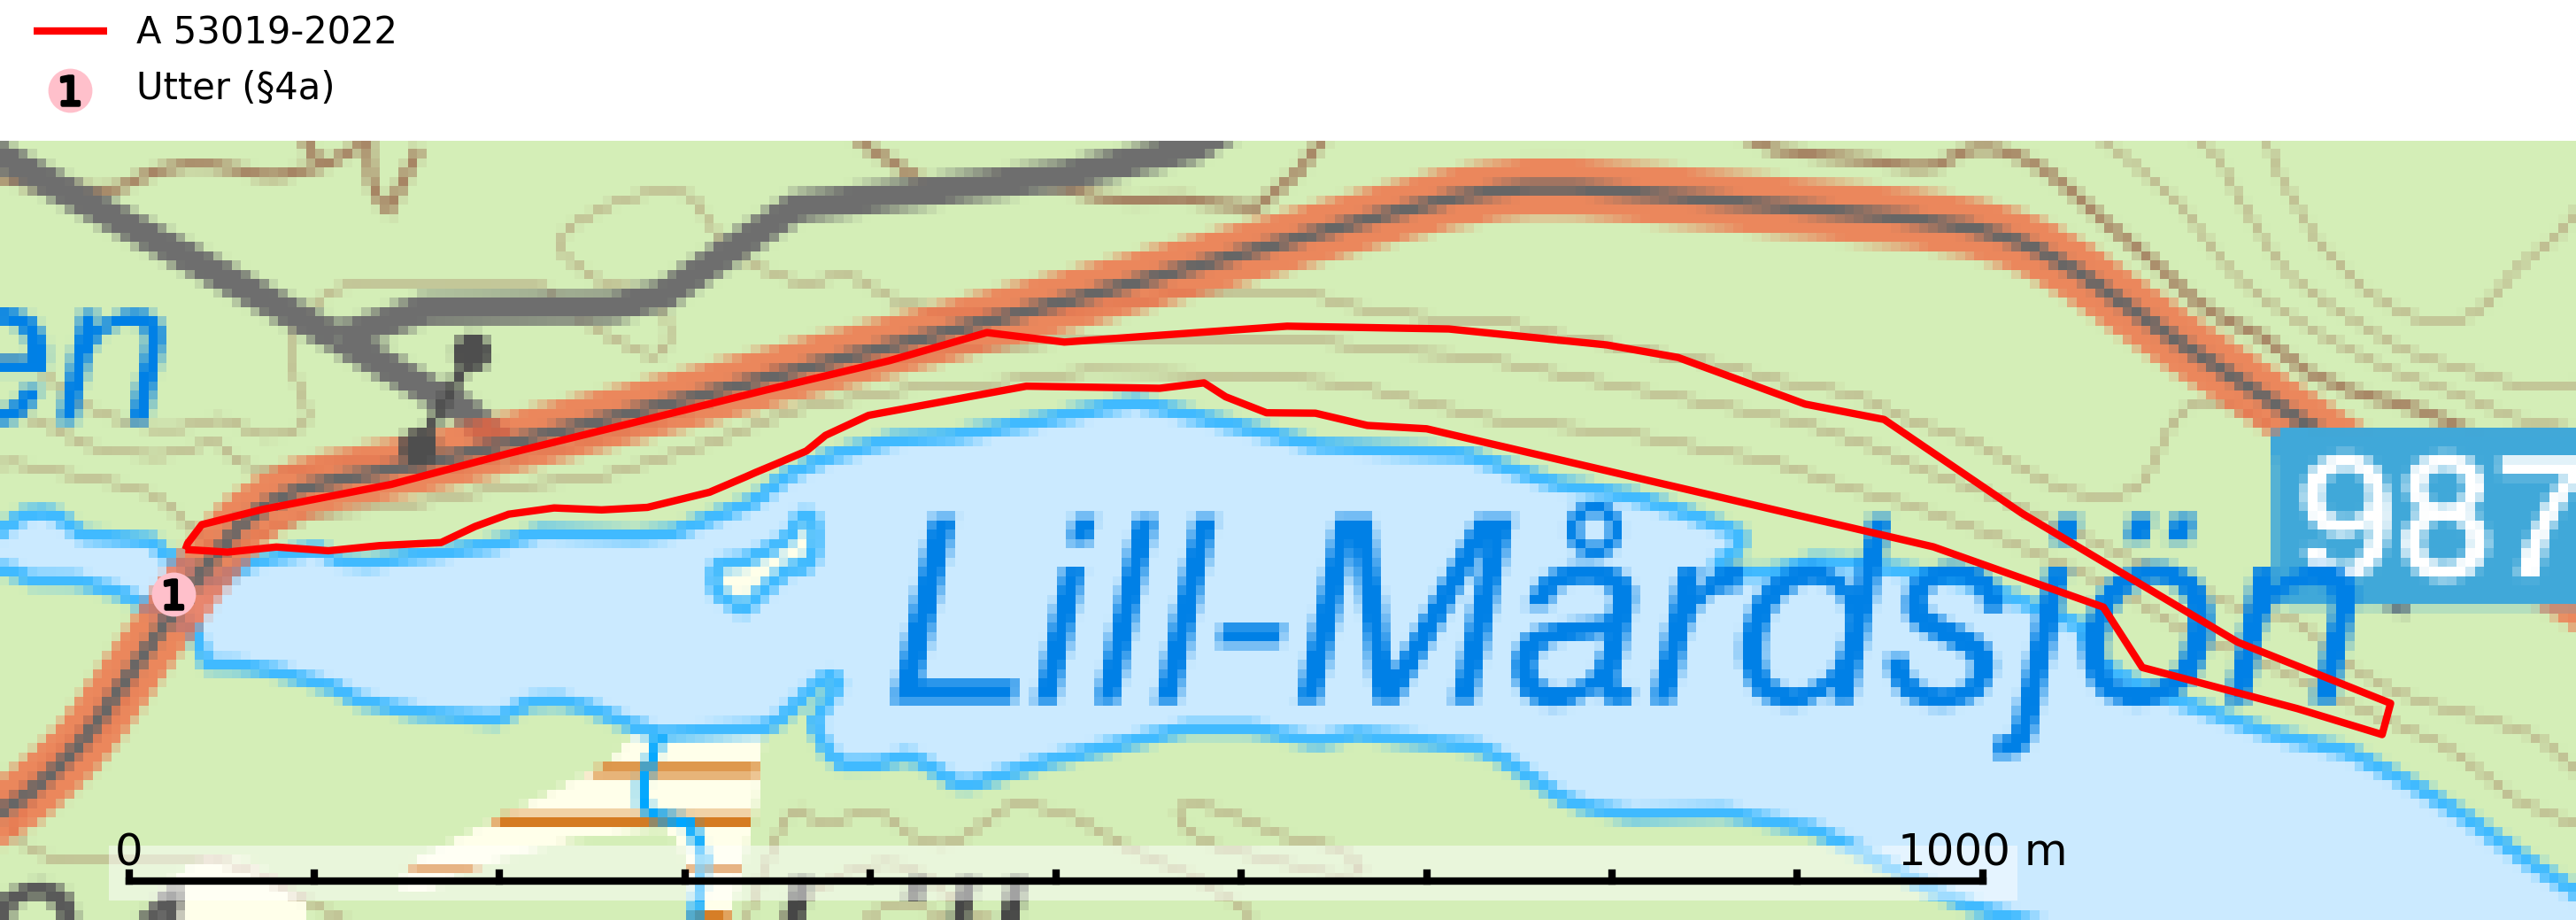 A 53019-2022
1 Utter (§4a)
en
987
Lill-Mårdsjön
1
0 1000 m